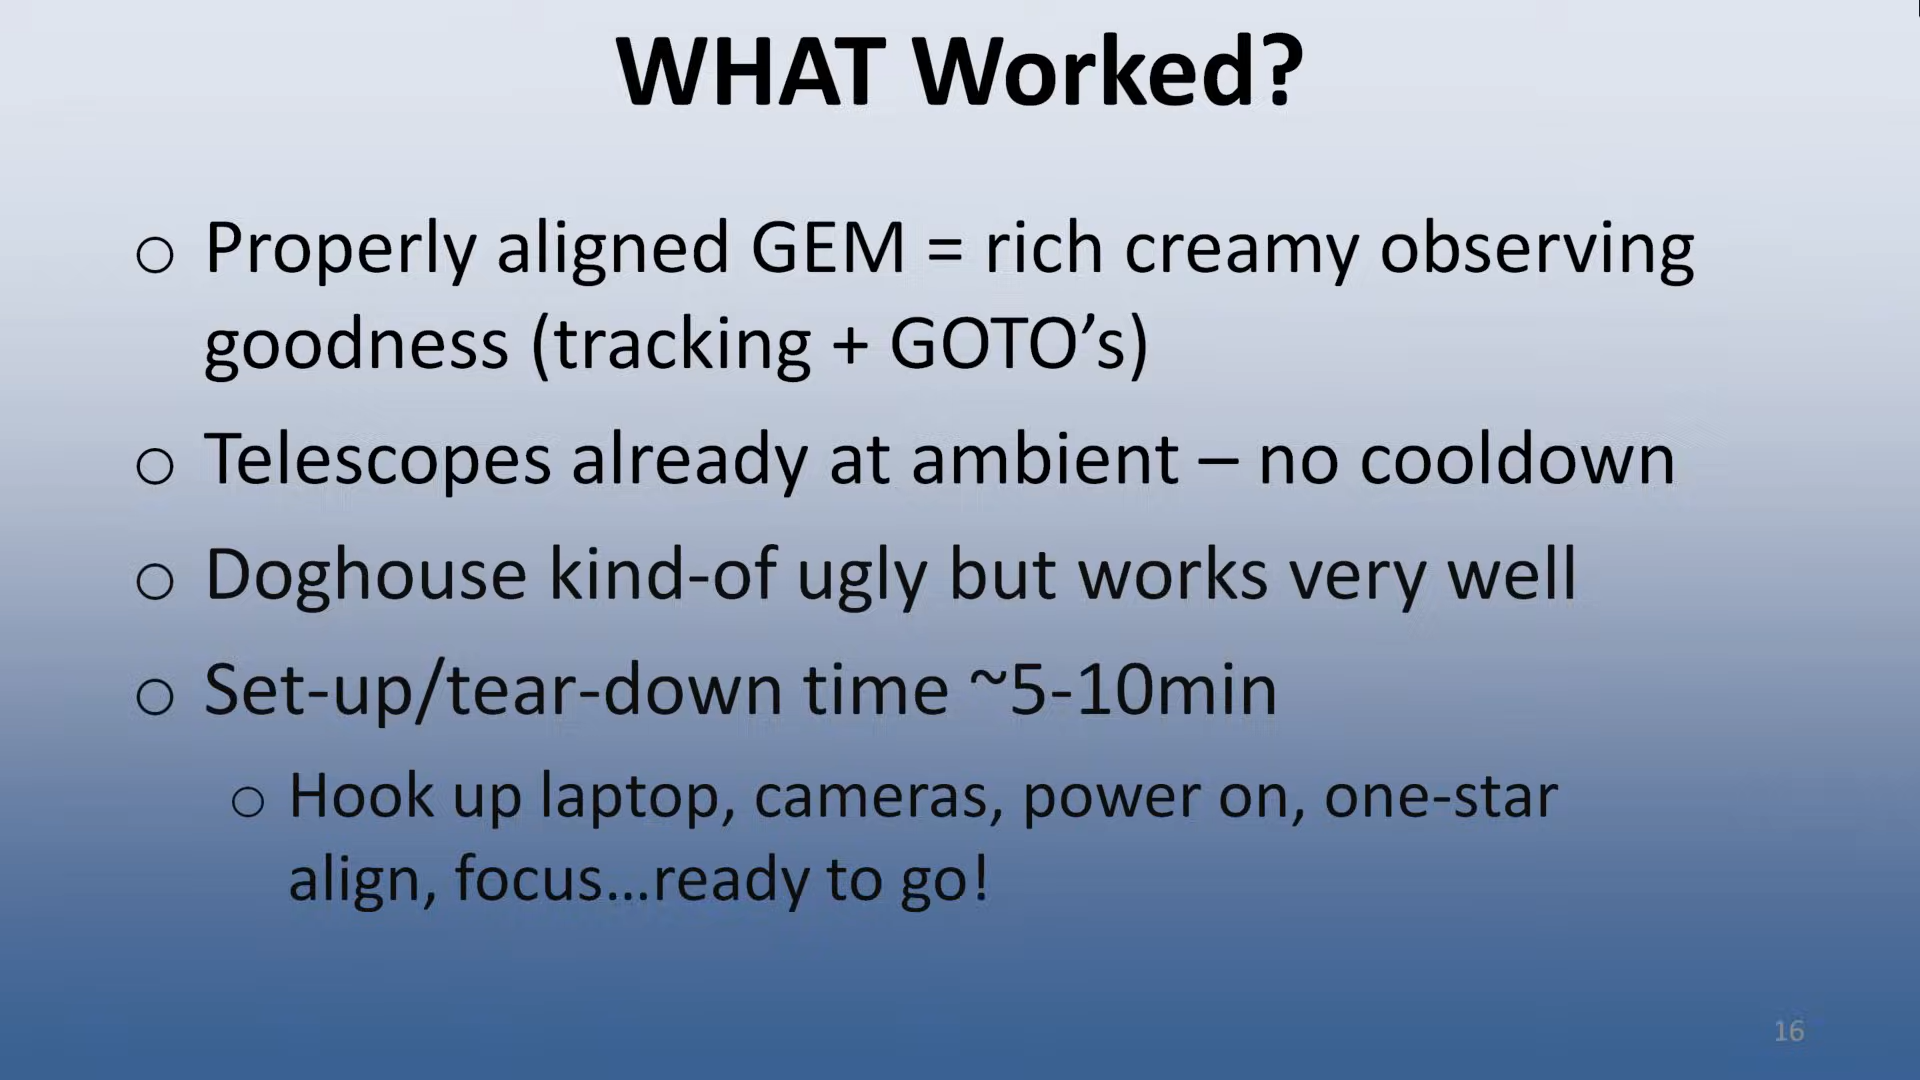 WHAT Worked?
o Properly aligned GEM = rich creamy observing
goodness (tracking + GOTO’s)
o Telescopes already at ambient – no cooldown
o Doghouse kind-of ugly but works very well
o Set-up/tear-down time ~5-10min
o Hook up laptop, cameras, power on, one-star
align, focus…ready to go!
16